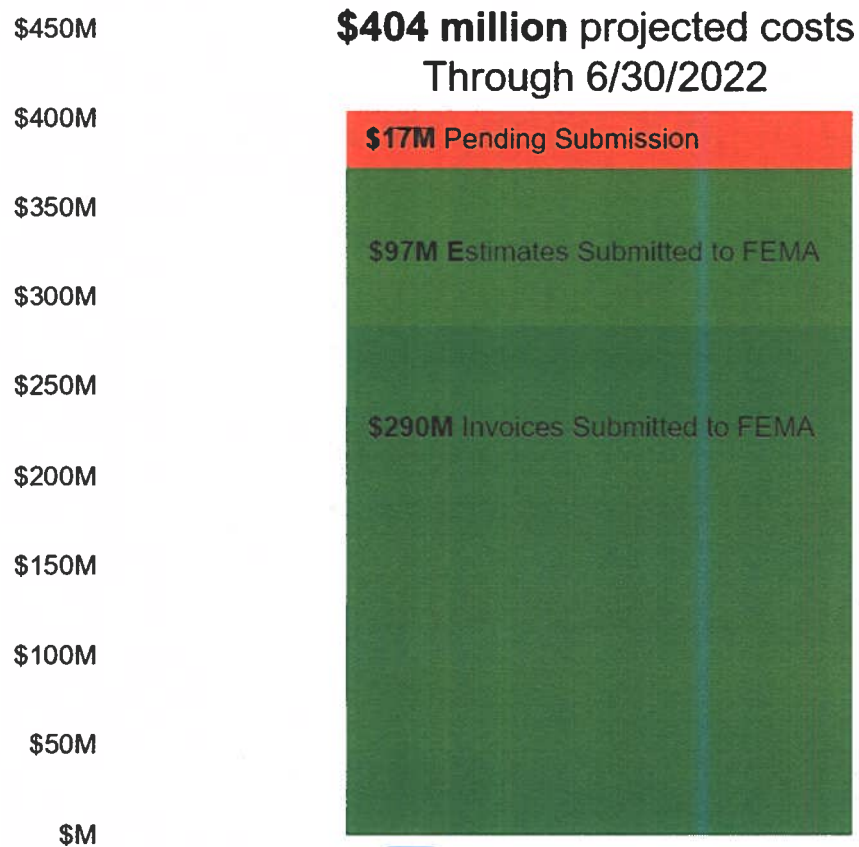 $404 million projected costs
Through 6/30/2022
$450M
$400M
$350M
$300M
$250M
$200M
$150M
$100M
$50M
$M
$17M Pending Submission
$97M Estimates Submitted to FEMA
$290M Invoices Submitted to FEMA